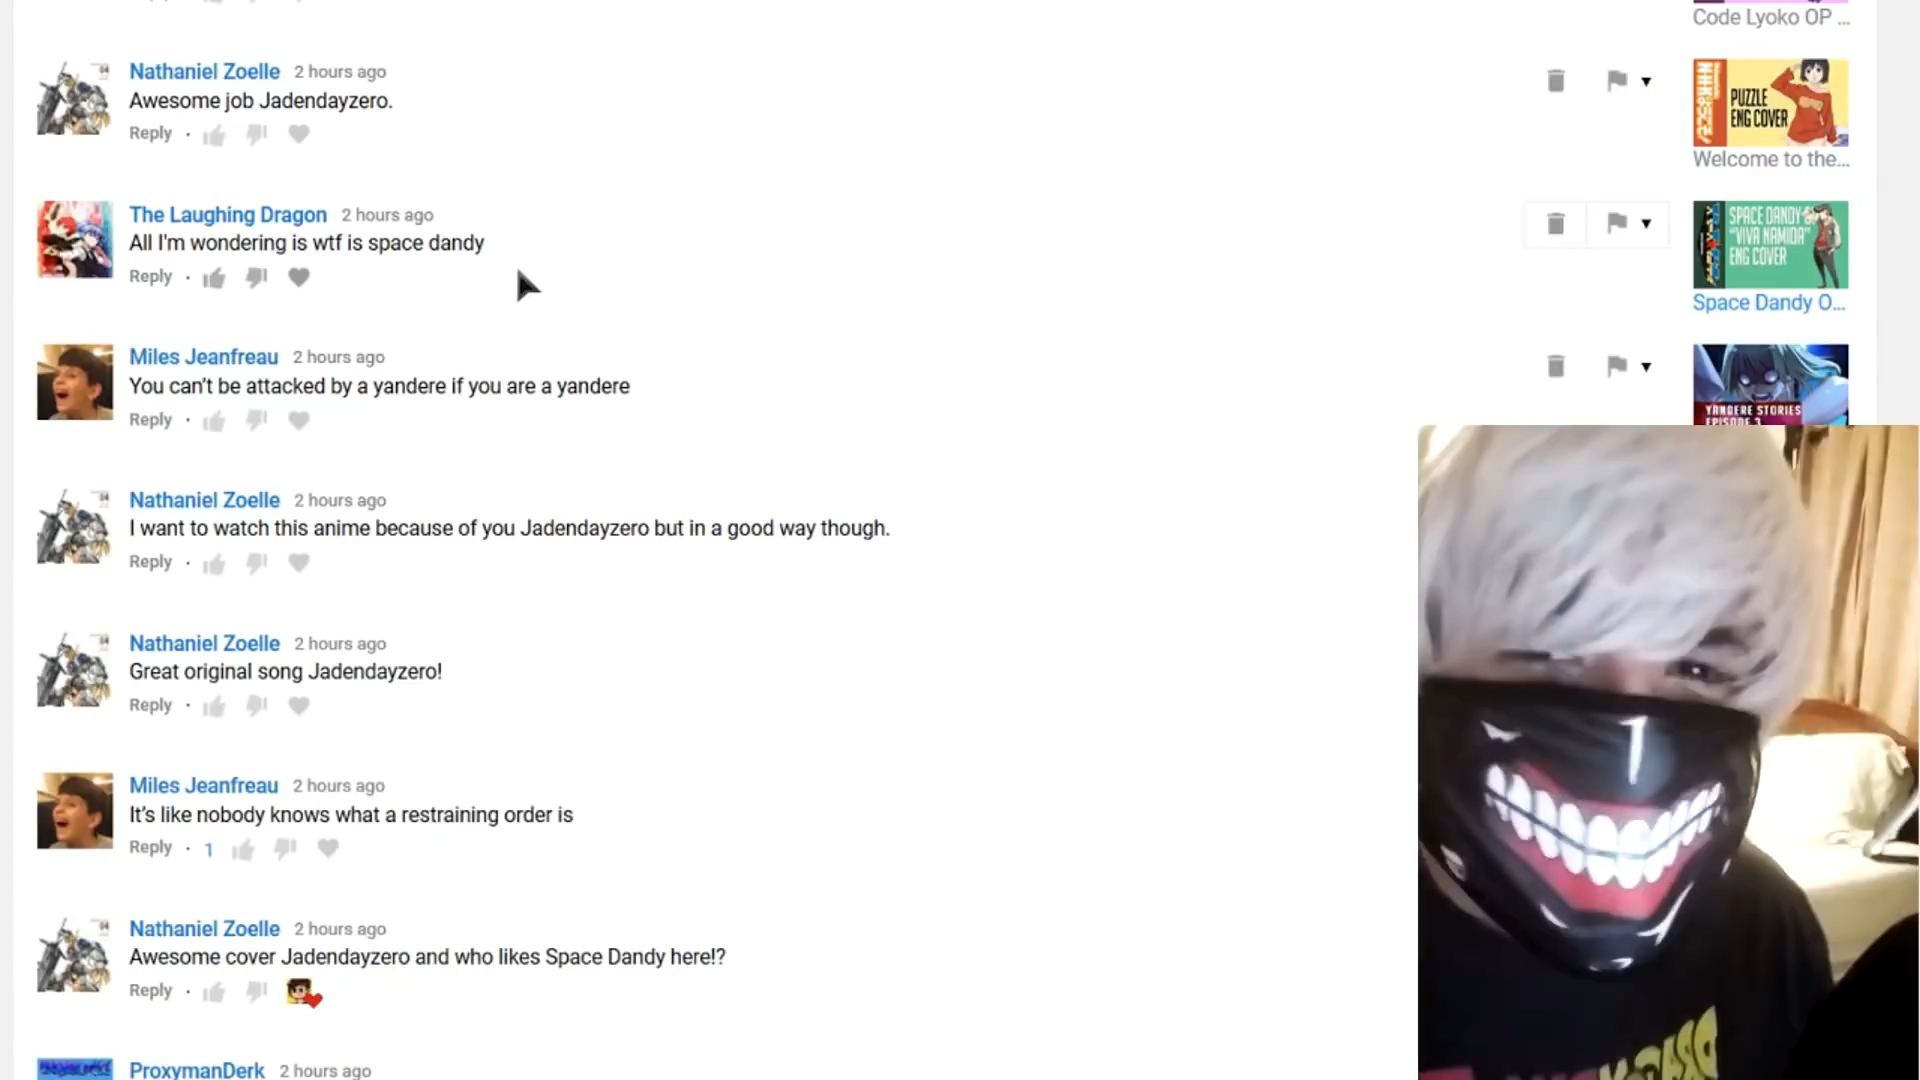 Code Lyoko OP ...
Nathaniel Zoelle 2 hours ago
Awesome job Jadendayzero.
Reply ·
PUZZLE
ENG COVER
Welcome to the...
The Laughing Dragon 2 hours ago
All I'm wondering is wtf is space dandy
Reply ·
SPACE DANDY
"VIVA NAMIDA"
ENG COVER
Space Dandy O...
Miles Jeanfreau 2 hours ago
You can't be attacked by a yandere if you are a yandere
Reply ·
YANDERE STORIES
EPISODE 3
Nathaniel Zoelle 2 hours ago
I want to watch this anime because of you Jadendayzero but in a good way though.
Reply ·
Nathaniel Zoelle 2 hours ago
Great original song Jadendayzero!
Reply ·
Miles Jeanfreau 2 hours ago
It's like nobody knows what a restraining order is
Reply · 1
Nathaniel Zoelle 2 hours ago
Awesome cover Jadendayzero and who likes Space Dandy here!?
Reply ·
ProxymanDerk 2 hours ago